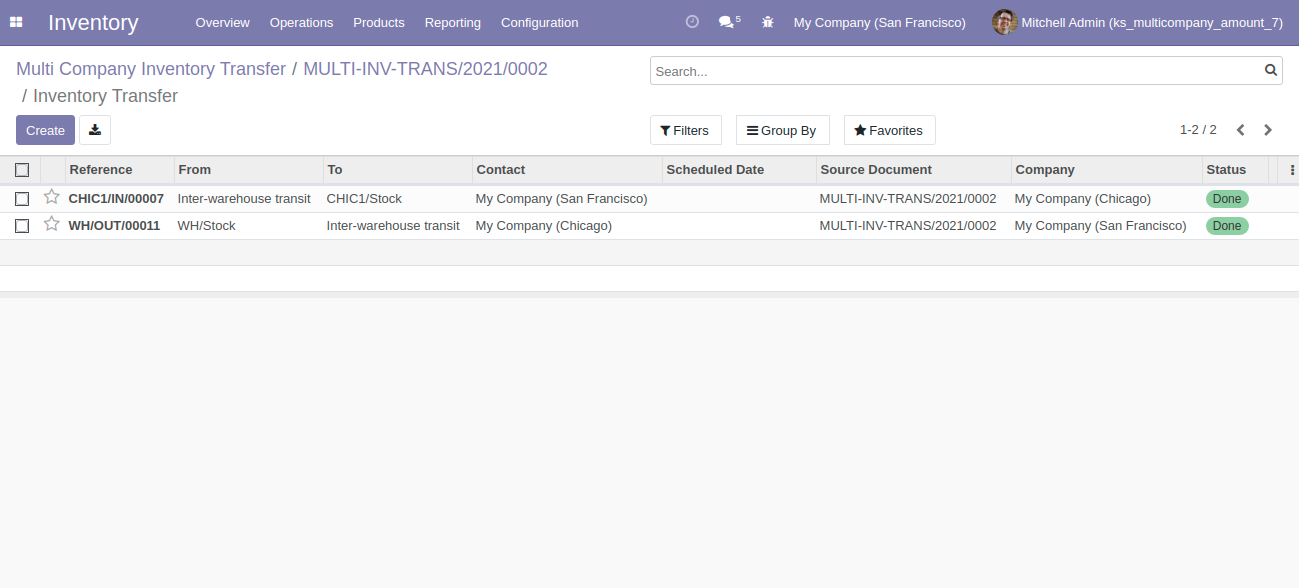 Inventory Overview Operations Products Reporting Configuration 5 My Company (San Francisco) Mitchell Admin (ks_multicompany_amount_7)
Multi Company Inventory Transfer / MULTI-INV-TRANS/2021/0002
/ Inventory Transfer
Search...
Create Filters Group By Favorites 1-2 / 2
Reference From To Contact Scheduled Date Source Document Company Status
CHIC1/IN/00007 Inter-warehouse transit CHIC1/Stock My Company (San Francisco) MULTI-INV-TRANS/2021/0002 My Company (Chicago) Done
WH/OUT/00011 WH/Stock Inter-warehouse transit My Company (Chicago) MULTI-INV-TRANS/2021/0002 My Company (San Francisco) Done